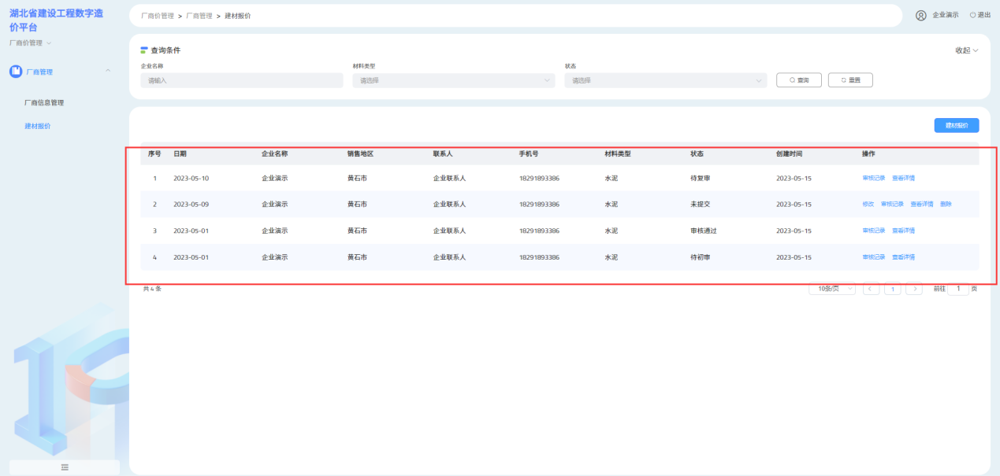 湖北省建设工程数字造
价平台
厂商价管理
厂商管理
厂商信息管理
建材报价
厂商价管理 > 厂商管理 > 建材报价
企业演示 退出
查询条件 收起
企业名称 材料类型 状态
请输入 请选择 请选择 查询 重置
建材报价
序号 日期 企业名称 销售地区 联系人 手机号 材料类型 状态 创建时间 操作
1 2023-05-10 企业演示 黄石市 企业联系人 18291893386 水泥 待复审 2023-05-15 审核记录 查看详情
2 2023-05-09 企业演示 黄石市 企业联系人 18291893386 水泥 未提交 2023-05-15 修改 审核记录 查看详情 删除
3 2023-05-01 企业演示 黄石市 企业联系人 18291893386 水泥 审核通过 2023-05-15 审核记录 查看详情
4 2023-05-01 企业演示 黄石市 企业联系人 18291893386 水泥 待初审 2023-05-15 审核记录 查看详情
共 4 条 10条/页 < 1 > 前往 1 页